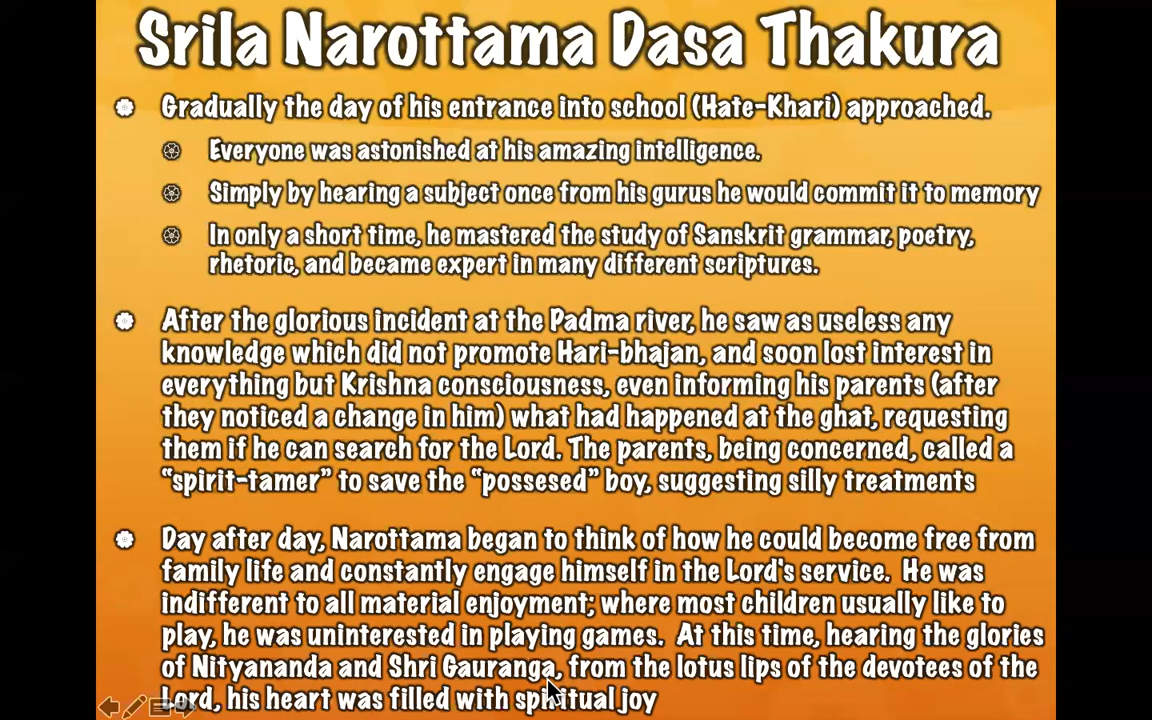 Srila Narottama Dasa Thakura
Gradually the day of his entrance into school (Hate-Khari) approached.
Everyone was astonished at his amazing intelligence.
Simply by hearing a subject once from his gurus he would commit it to memory
In only a short time, he mastered the study of Sanskrit grammar, poetry,
rhetoric, and became expert in many different scriptures.
After the glorious incident at the Padma river, he saw as useless any
knowledge which did not promote Hari-bhajan, and soon lost interest in
everything but Krishna consciousness, even informing his parents (after
they noticed a change in him) what had happened at the ghat, requesting
them if he can search for the Lord. The parents, being concerned, called a
“spirit-tamer” to save the “possesed” boy, suggesting silly treatments
Day after day, Narottama began to think of how he could become free from
family life and constantly engage himself in the Lord's service. He was
indifferent to all material enjoyment; where most children usually like to
play, he was uninterested in playing games. At this time, hearing the glories
of Nityananda and Shri Gauranga, from the lotus lips of the devotees of the
Lord, his heart was filled with spiritual joy